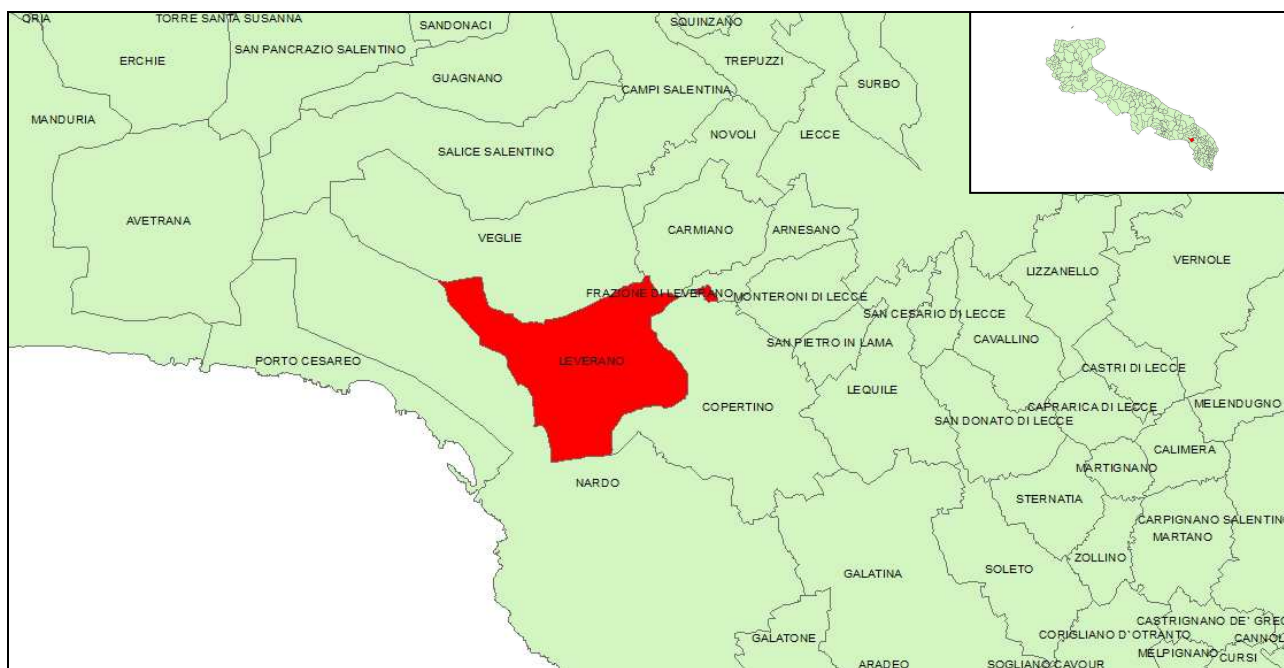 ORIA
TORRE SANTA SUSANNA
SANDONACI
SQUINZANO
ERCHIE
SAN PANCRAZIO SALENTINO
TREPUZZI
GUAGNANO
CAMPI SALENTINA
SURBO
MANDURIA
NOVOLI
LECCE
SALICE SALENTINO
AVETRANA
VEGLIE
CARMIANO
ARNESANO
LIZZANELLO
VERNOLE
FRAZIONE DI LEVERANO
MONTERONI DI LECCE
SAN CESARIO DI LECCE
PORTO CESAREO
LEVERANO
SAN PIETRO IN LAMA
CAVALLINO
CASTRI DI LECCE
LEQUILE
COPERTINO
SAN DONATO DI LECCE
CAPRARICA DI LECCE
MELENDUGNO
CALIMERA
MARTIGNANO
NARDO
STERNATIA
CARPIGNANO SALENTINO
MARTANO
ZOLLINO
SOLETO
GALATINA
CASTRIGNANO DE' GREC
GALATONE
CORIGLIANO D'OTRANTO
CANNOL
MELPIGNANO
CURSI
ARADEO
SOGLIANO CAVOUR